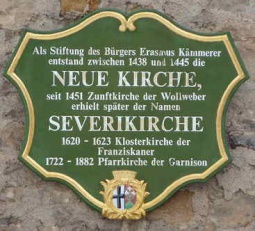 Als Stiftung des Bürgers Erasmus Kämmerer
entstand zwischen 1438 und 1445 die
NEUE KIRCHE,
seit 1451 Zunftkirche der Wollweber
erhielt später der Namen
SEVERIKIRCHE
1620 - 1623 Klosterkirche der
Franziskaner
1722 - 1882 Pfarrkirche der Garnison